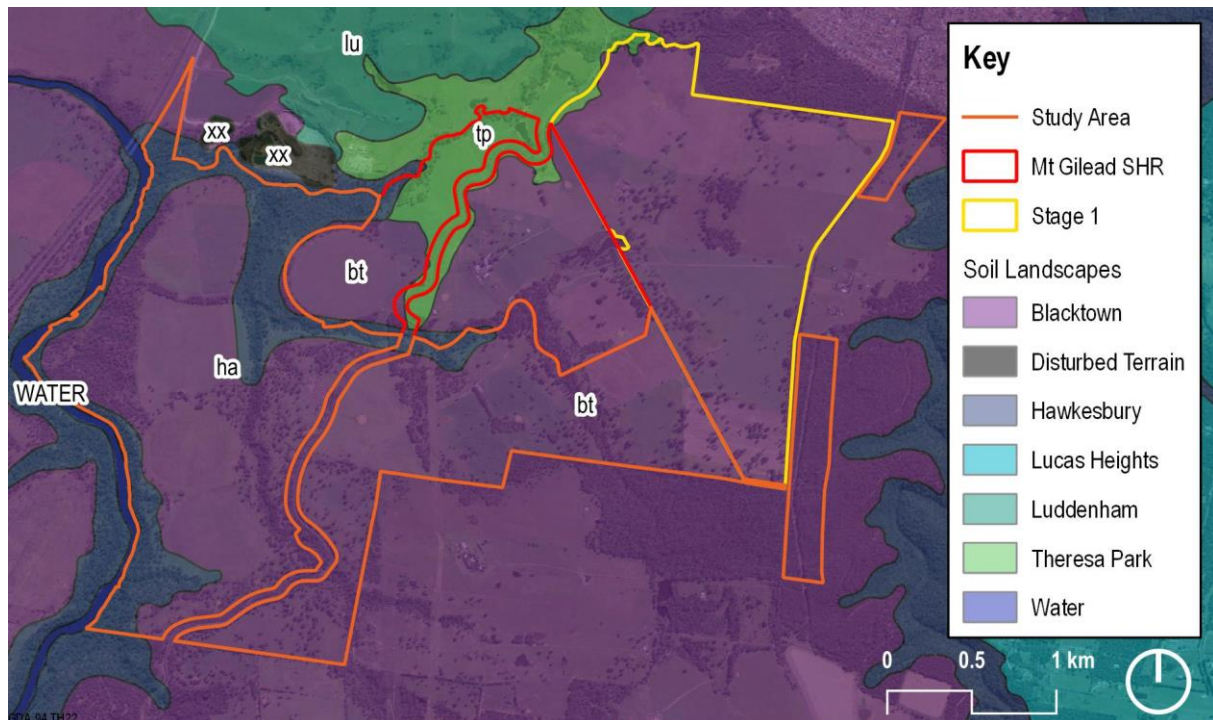 lu
xx
xx
tp
bt
ha
WATER
bt
Key
Study Area
Mt Gilead SHR
Stage 1
Soil Landscapes
Blacktown
Disturbed Terrain
Hawkesbury
Lucas Heights
Luddenham
Theresa Park
Water
0 0.5 1 km